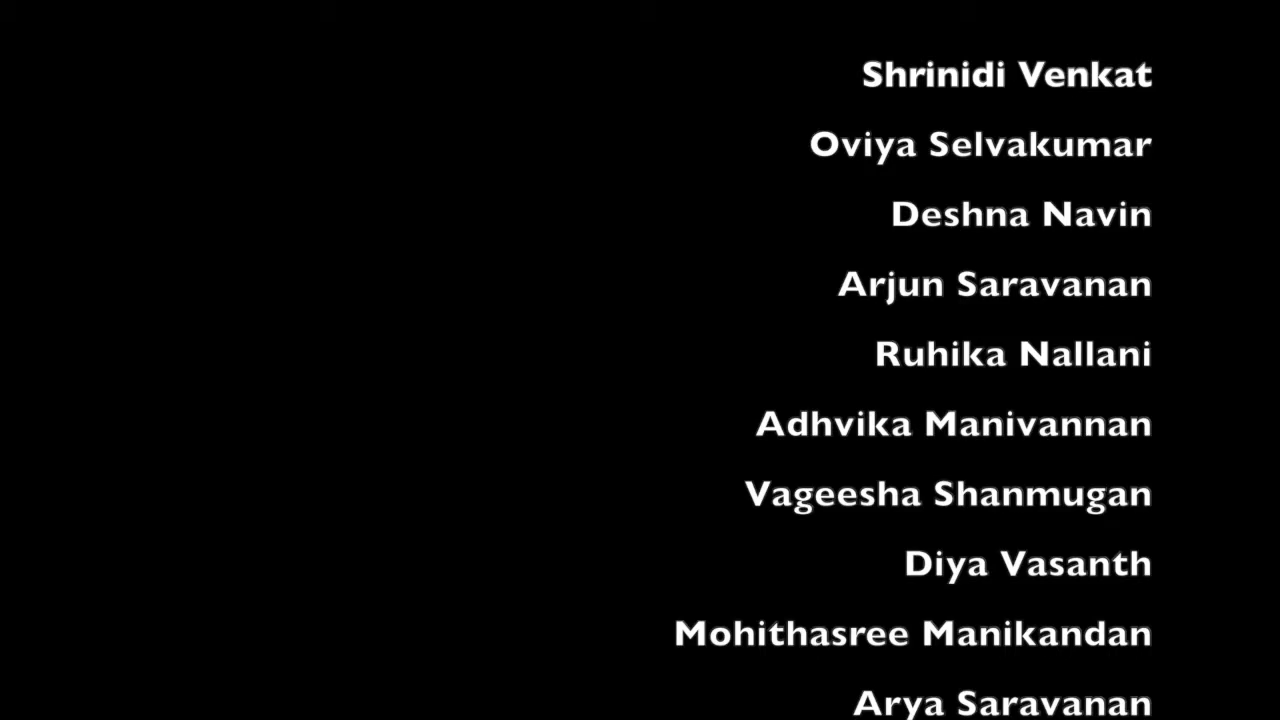 Shrinidi Venkat
Oviya Selvakumar
Deshna Navin
Arjun Saravanan
Ruhika Nallani
Adhvika Manivannan
Vageesha Shanmugan
Diya Vasanth
Mohithasree Manikandan
Arya Saravanan